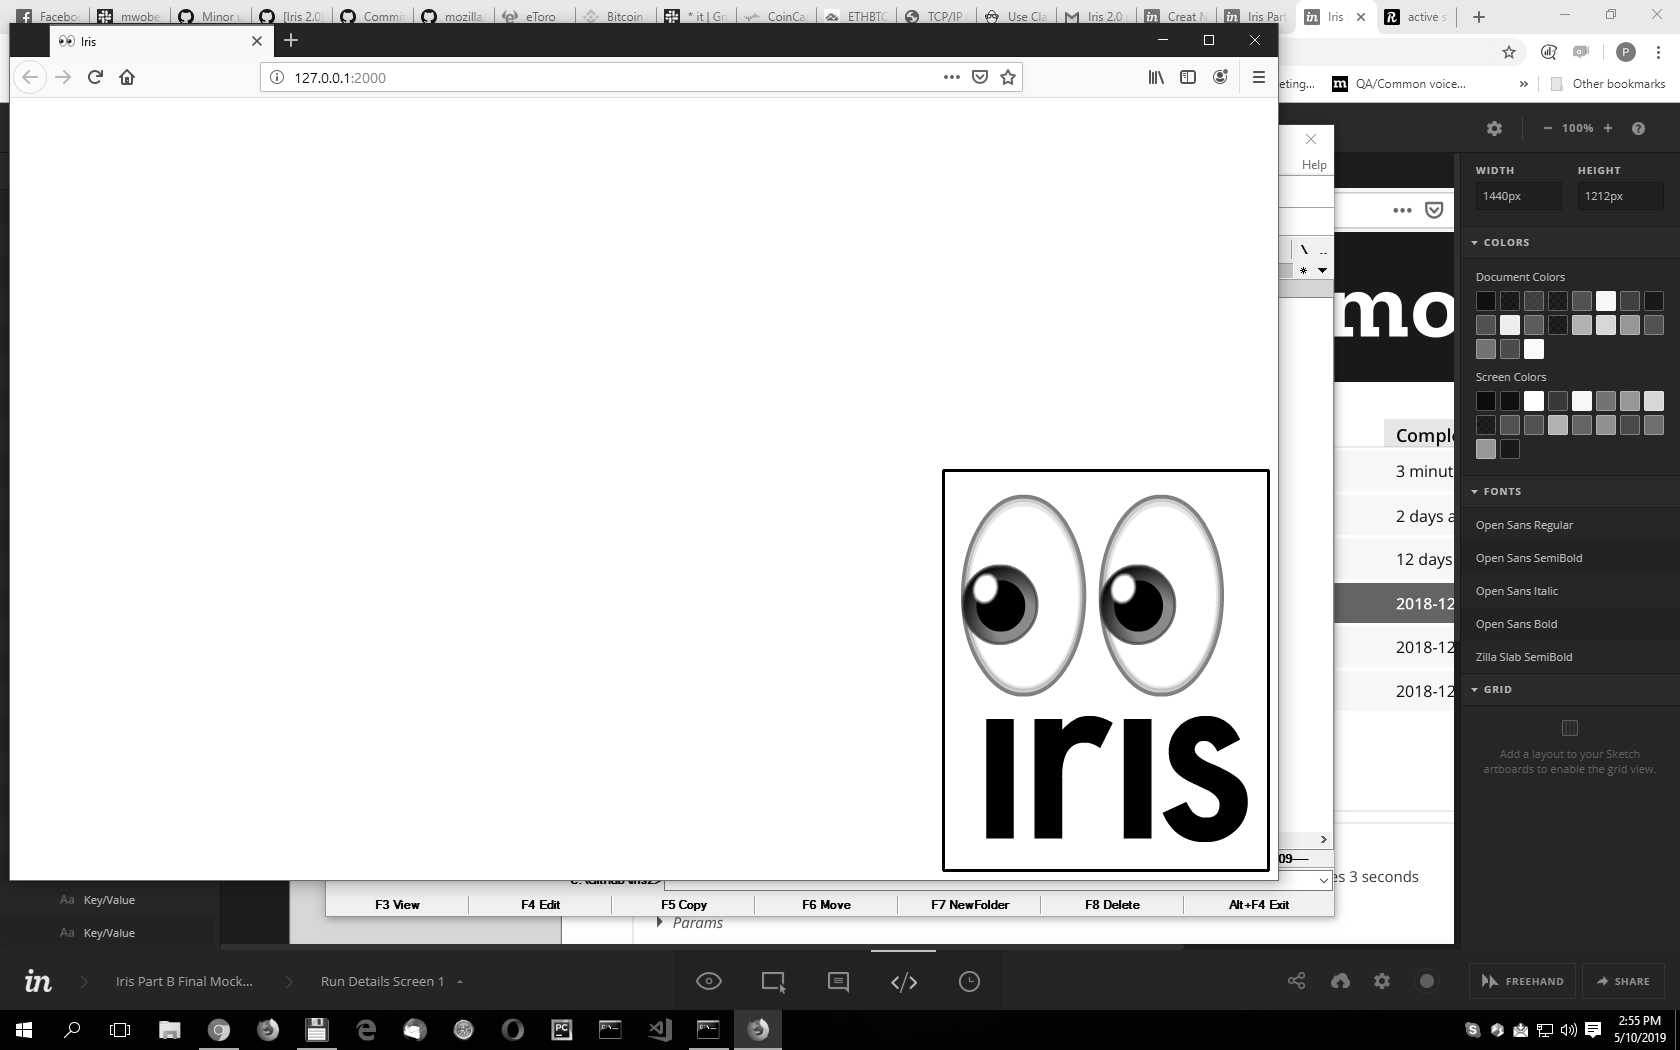 Faceboo
mwobe
Minor
[Iris 2.0
Commi
mozilla
eToro
Bitcoin
* it | Gr
CoinCa
ETHBTC
TCP/IP
Use Cla
Iris 2.0
Creat N
Iris Par
Iris
active s
Iris
127.0.0.1:2000
eting...
QA/Common voice...
Other bookmarks
Help
100%
WIDTH
HEIGHT
1440px
1212px
COLORS
Document Colors
Screen Colors
FONTS
Open Sans Regular
Open Sans SemiBold
Open Sans Italic
Open Sans Bold
Zilla Slab SemiBold
GRID
Add a layout to your Sketch
artboards to enable the grid view.
mo
Comple
3 minut
2 days a
12 days
2018-12
2018-12
2018-12
iris
09
es 3 seconds
F3 View
F4 Edit
F5 Copy
F6 Move
F7 NewFolder
F8 Delete
Alt+F4 Exit
Params
Aa Key/Value
Aa Key/Value
in
Iris Part B Final Mock...
Run Details Screen 1
FREEHAND
SHARE
2:55 PM
5/10/2019